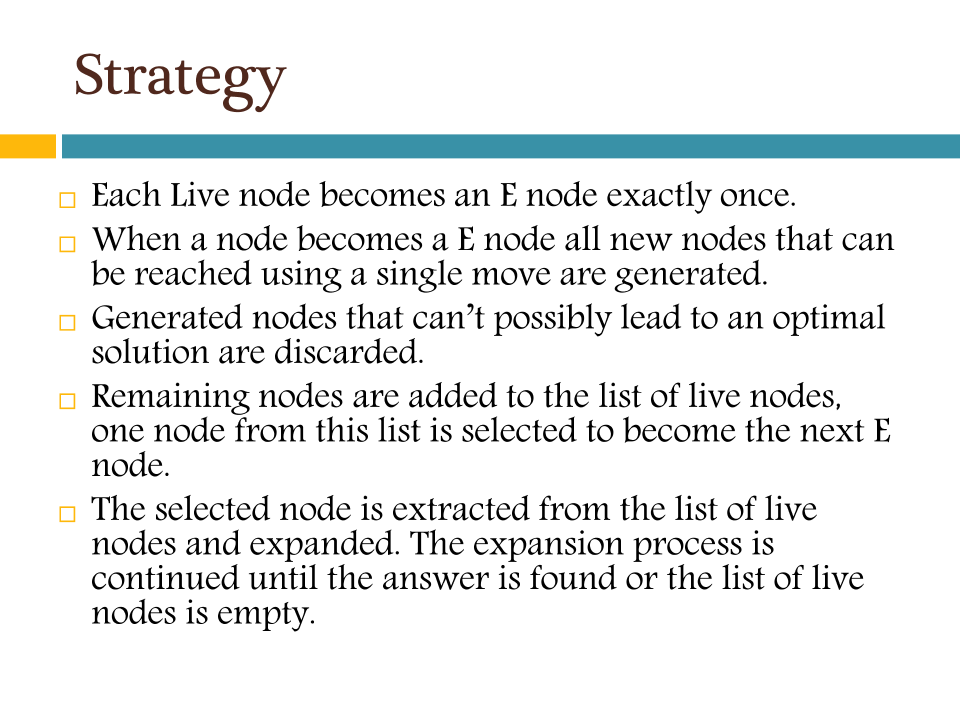 Strategy
Each Live node becomes an E node exactly once.
When a node becomes a E node all new nodes that can
be reached using a single move are generated.
Generated nodes that can’t possibly lead to an optimal
solution are discarded.
Remaining nodes are added to the list of live nodes,
one node from this list is selected to become the next E
node.
The selected node is extracted from the list of live
nodes and expanded. The expansion process is
continued until the answer is found or the list of live
nodes is empty.